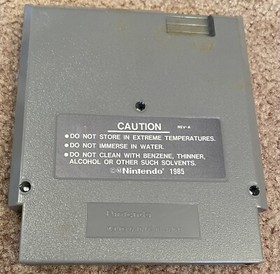 CAUTION REV-A
• DO NOT STORE IN EXTREME TEMPERATURES.
• DO NOT IMMERSE IN WATER.
• DO NOT CLEAN WITH BENZENE, THINNER,
ALCOHOL OR OTHER SUCH SOLVENTS.
©Nintendo® 1985
Nintendo